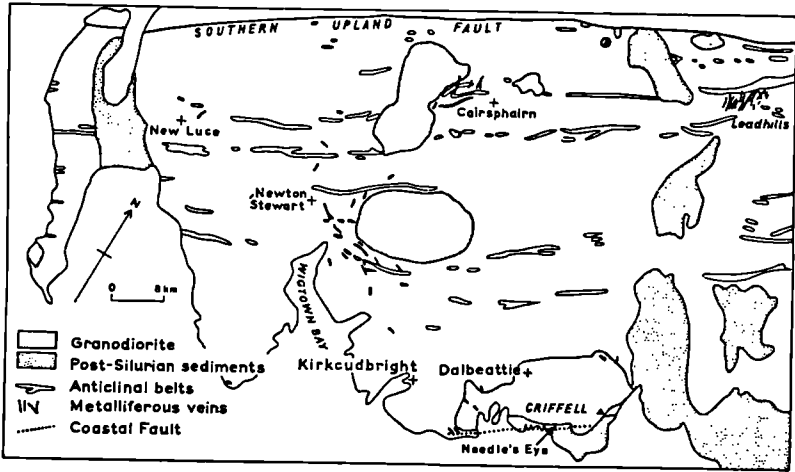 SOUTHERN UPLAND FAULT
New Luce
Cairsphairn
Leadhills
Newton
Stewart
N
0 8km
WIGTOWN BAY
Kirkcudbright
Dalbeattie
CRIFFELL
Needle's Eye
Granodiorite
Post-Silurian sediments
Anticlinal belts
Metalliferous veins
Coastal Fault